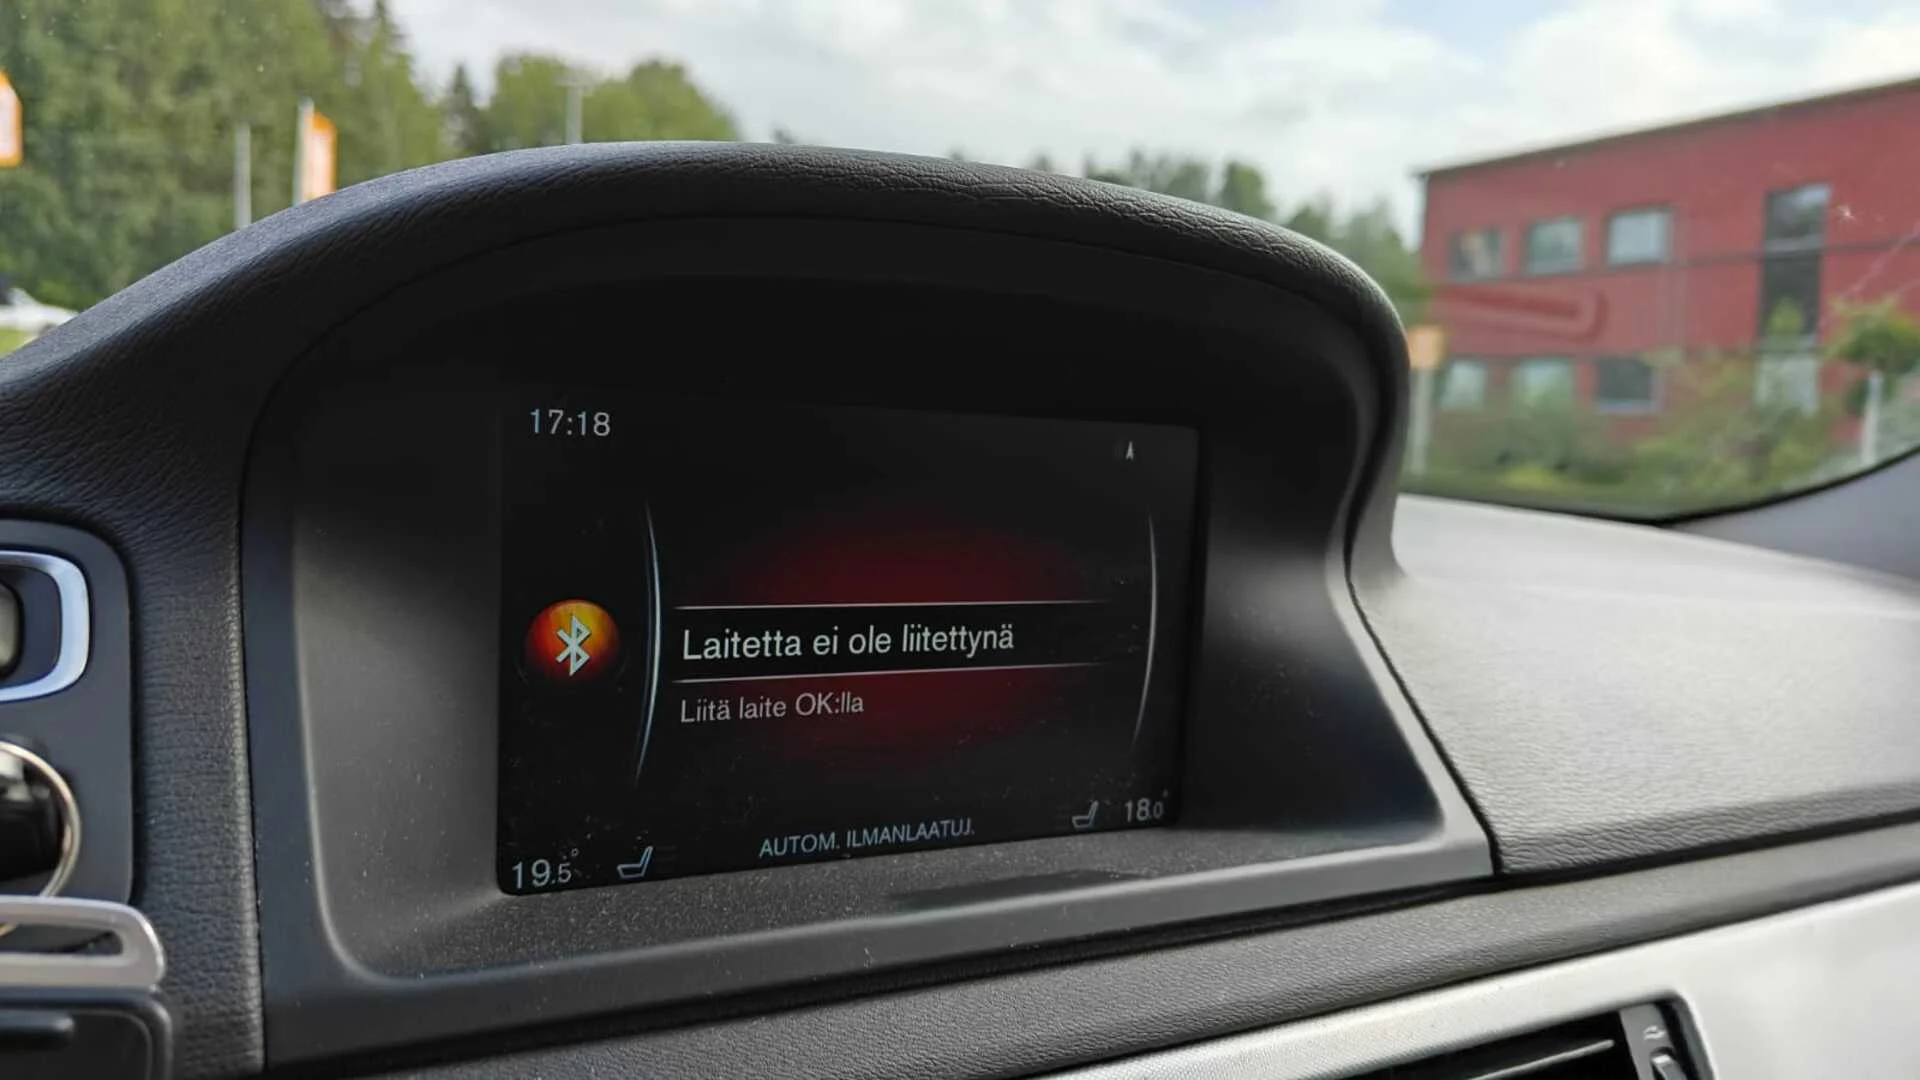 17:18
Laitetta ei ole liitettynä
Liitä laite OK:lla
AUTOM. ILMANLAATUJ.
19.5°
18.0°